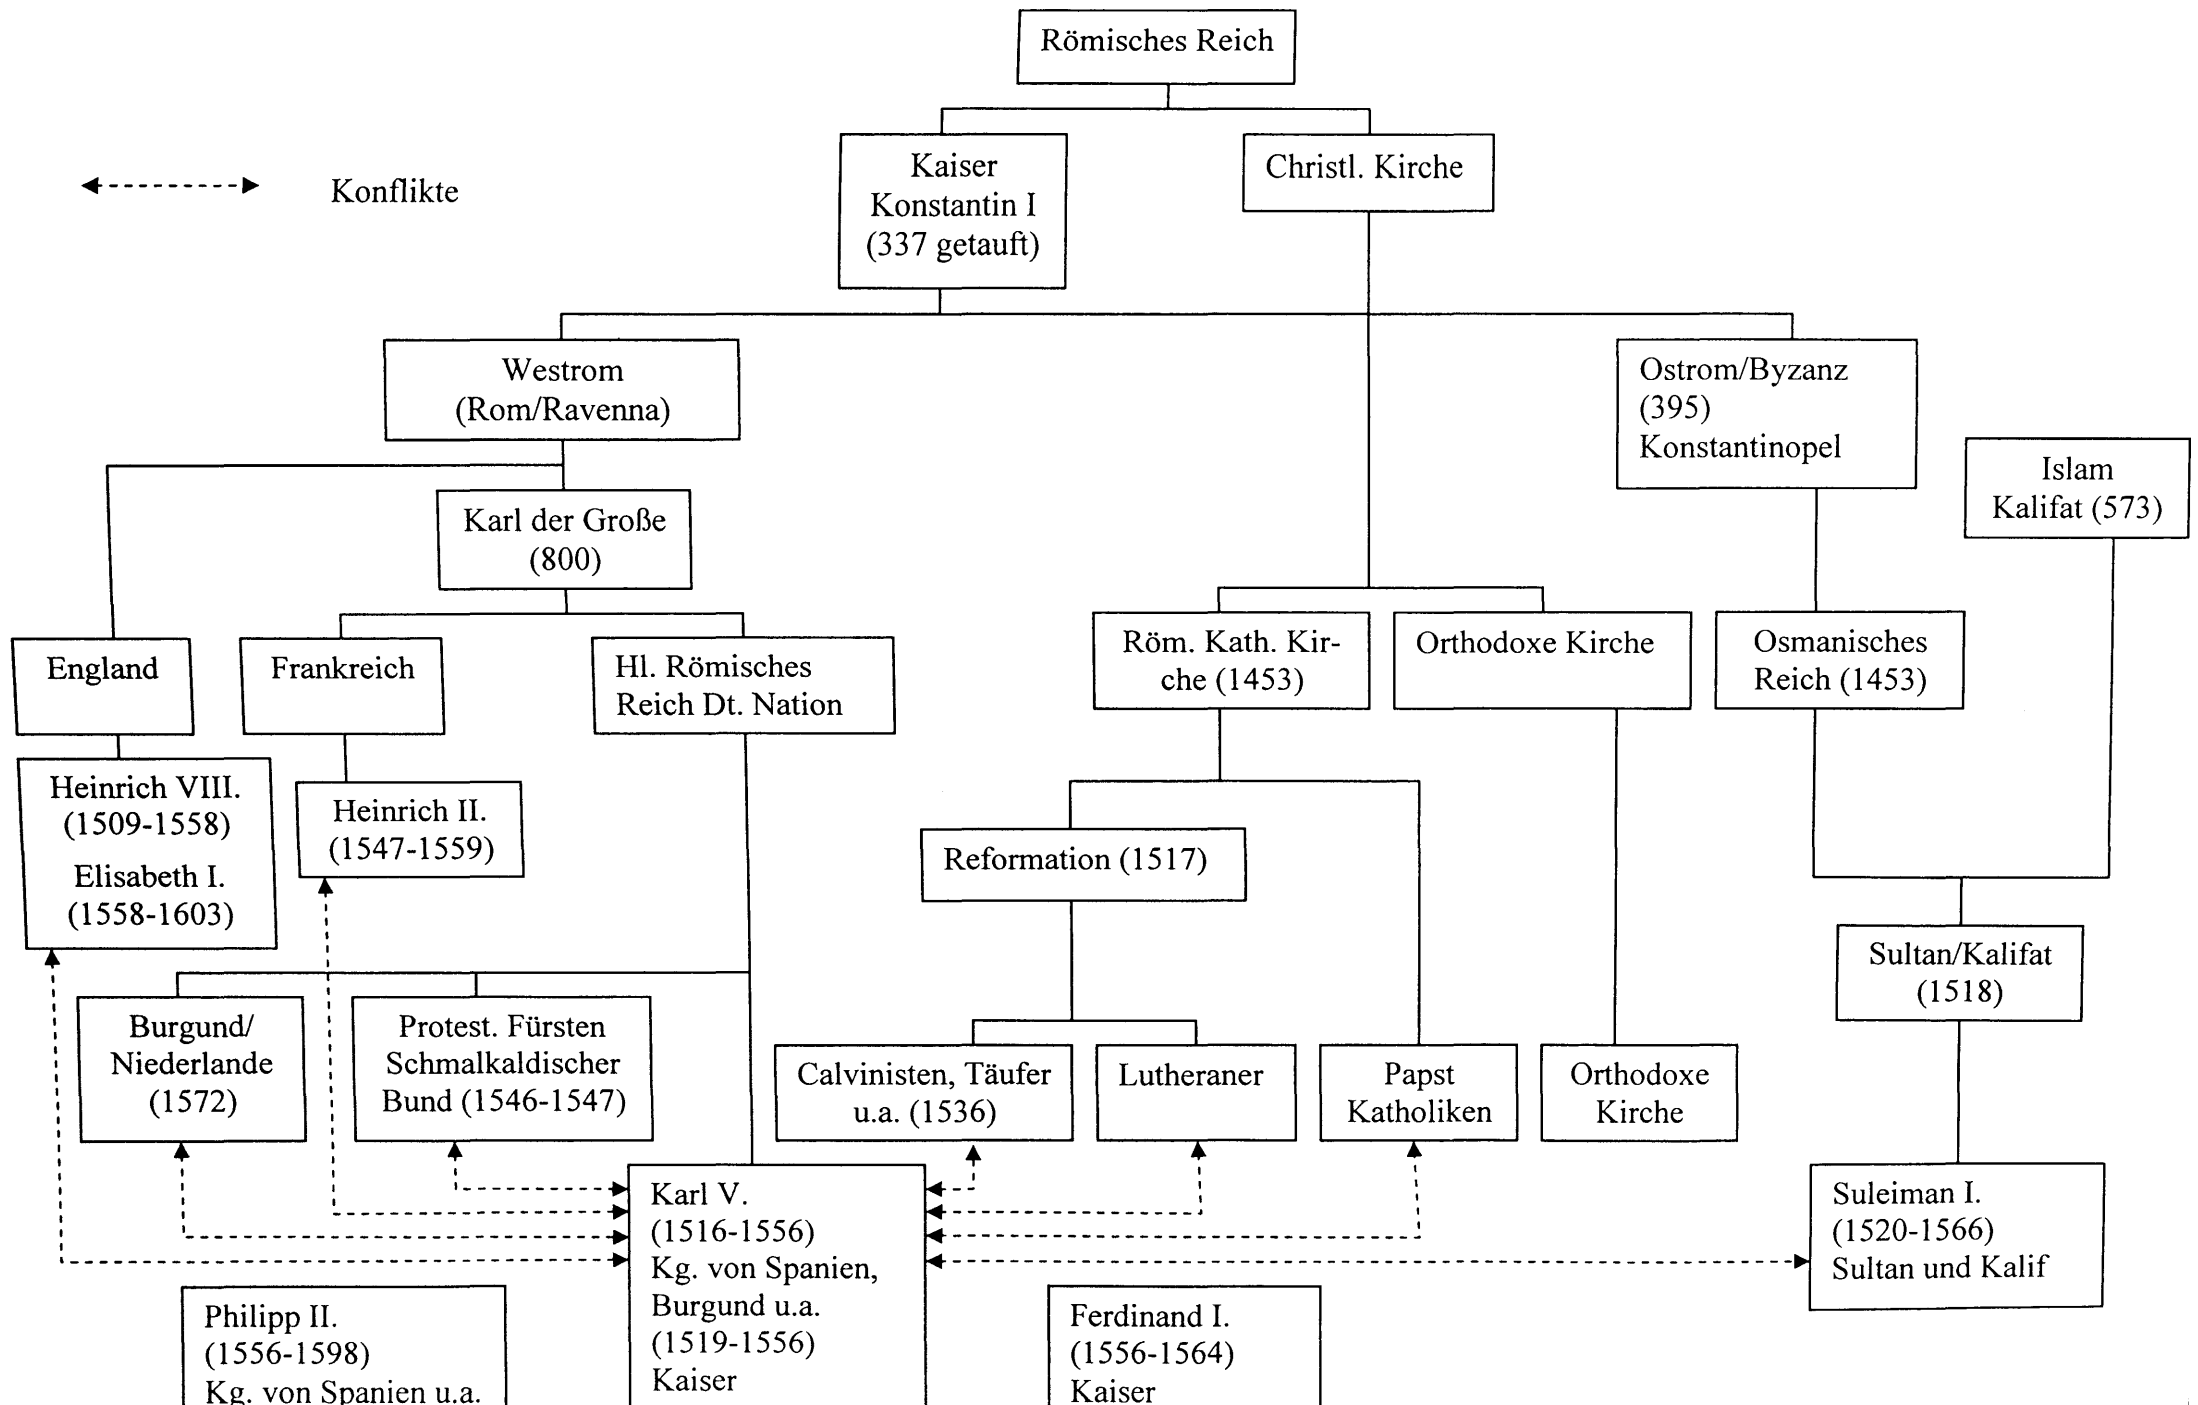 Römisches Reich
Kaiser
Konstantin I
(337 getauft)
Christl. Kirche
Konflikte
Westrom
(Rom/Ravenna)
Ostrom/Byzanz
(395)
Konstantinopel
Islam
Kalifat (573)
Karl der Große
(800)
England
Frankreich
Hl. Römisches
Reich Dt. Nation
Röm. Kath. Kir-
che (1453)
Orthodoxe Kirche
Osmanisches
Reich (1453)
Heinrich VIII.
(1509-1558)
Elisabeth I.
(1558-1603)
Heinrich II.
(1547-1559)
Reformation (1517)
Sultan/Kalifat
(1518)
Burgund/
Niederlande
(1572)
Protest. Fürsten
Schmalkaldischer
Bund (1546-1547)
Calvinisten, Täufer
u.a. (1536)
Lutheraner
Papst
Katholiken
Orthodoxe
Kirche
Karl V.
(1516-1556)
Kg. von Spanien,
Burgund u.a.
(1519-1556)
Kaiser
Suleiman I.
(1520-1566)
Sultan und Kalif
Philipp II.
(1556-1598)
Kg. von Spanien u.a.
Ferdinand I.
(1556-1564)
Kaiser